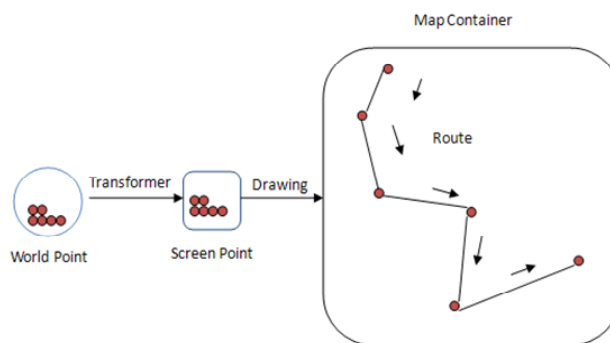 Map Container
Route
Transformer
Drawing
World Point
Screen Point